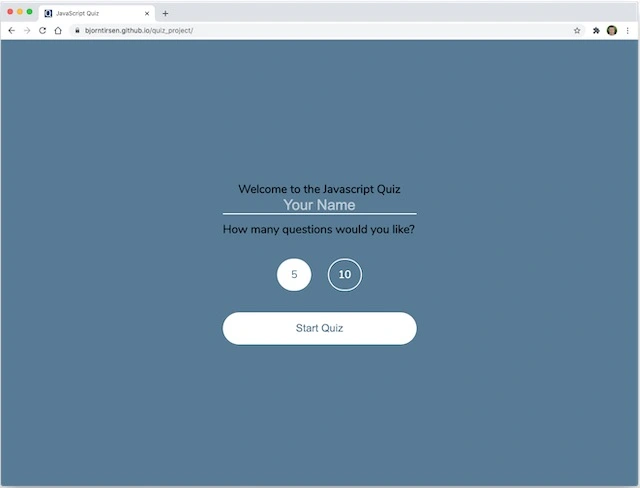 JavaScript Quiz
bjorntirsen.github.io/quiz_project/
Welcome to the Javascript Quiz
Your Name
How many questions would you like?
5 10
Start Quiz